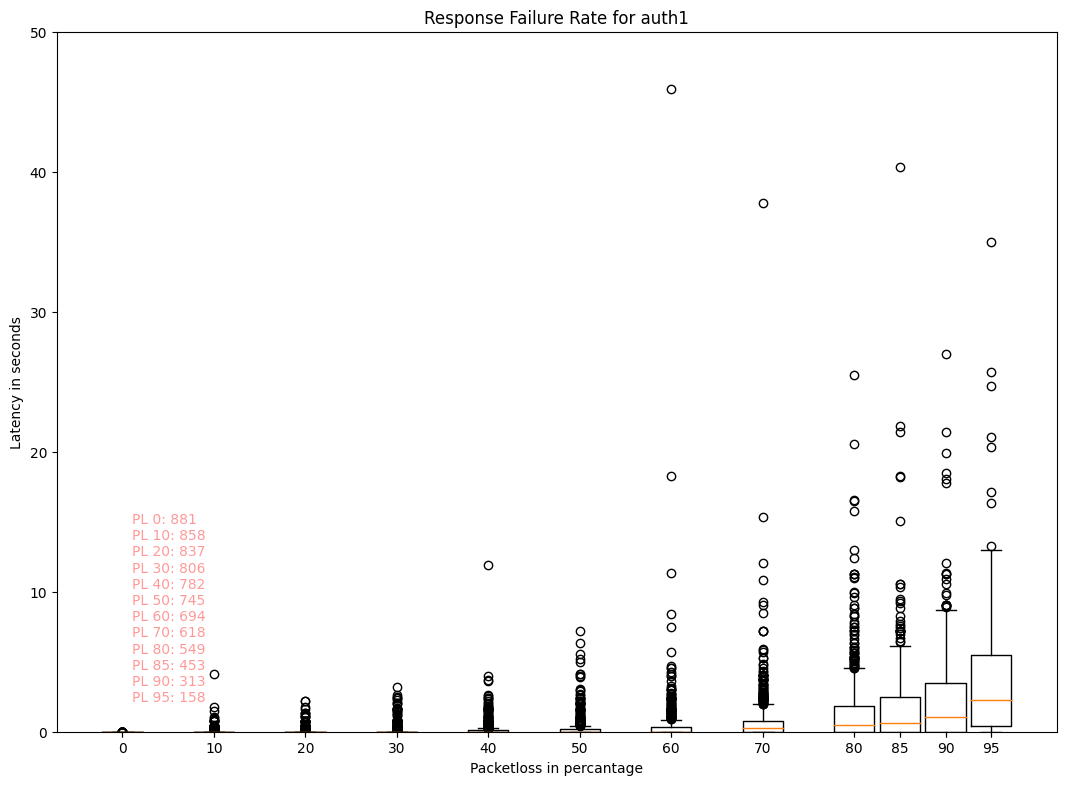 Response Failure Rate for auth1
50
40
30
20
10
0
Latency in seconds
PL 0: 881
PL 10: 858
PL 20: 837
PL 30: 806
PL 40: 782
PL 50: 745
PL 60: 694
PL 70: 618
PL 80: 549
PL 85: 453
PL 90: 313
PL 95: 158
0 10 20 30 40 50 60 70 80 85 90 95
Packetloss in percantage